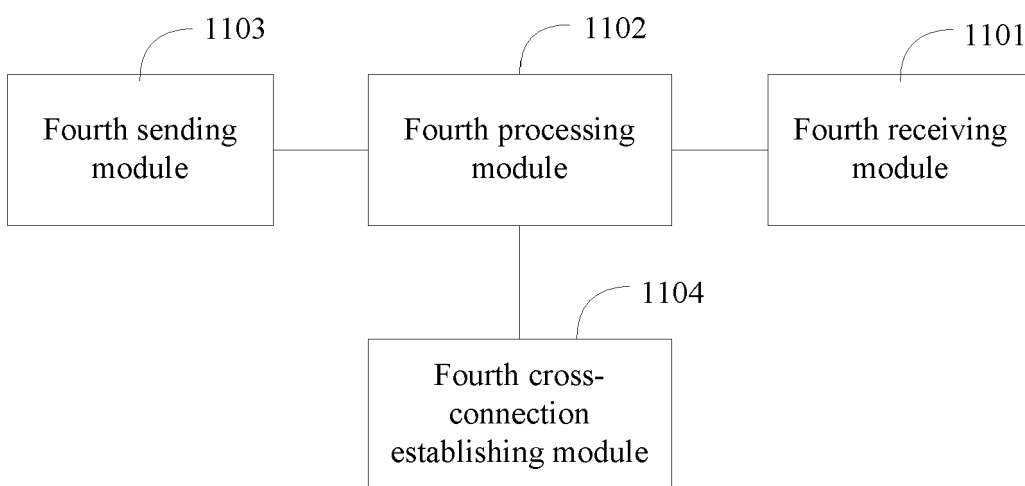 1103
1102
1101
Fourth sending
module
Fourth processing
module
Fourth receiving
module
1104
Fourth cross-
connection
establishing module